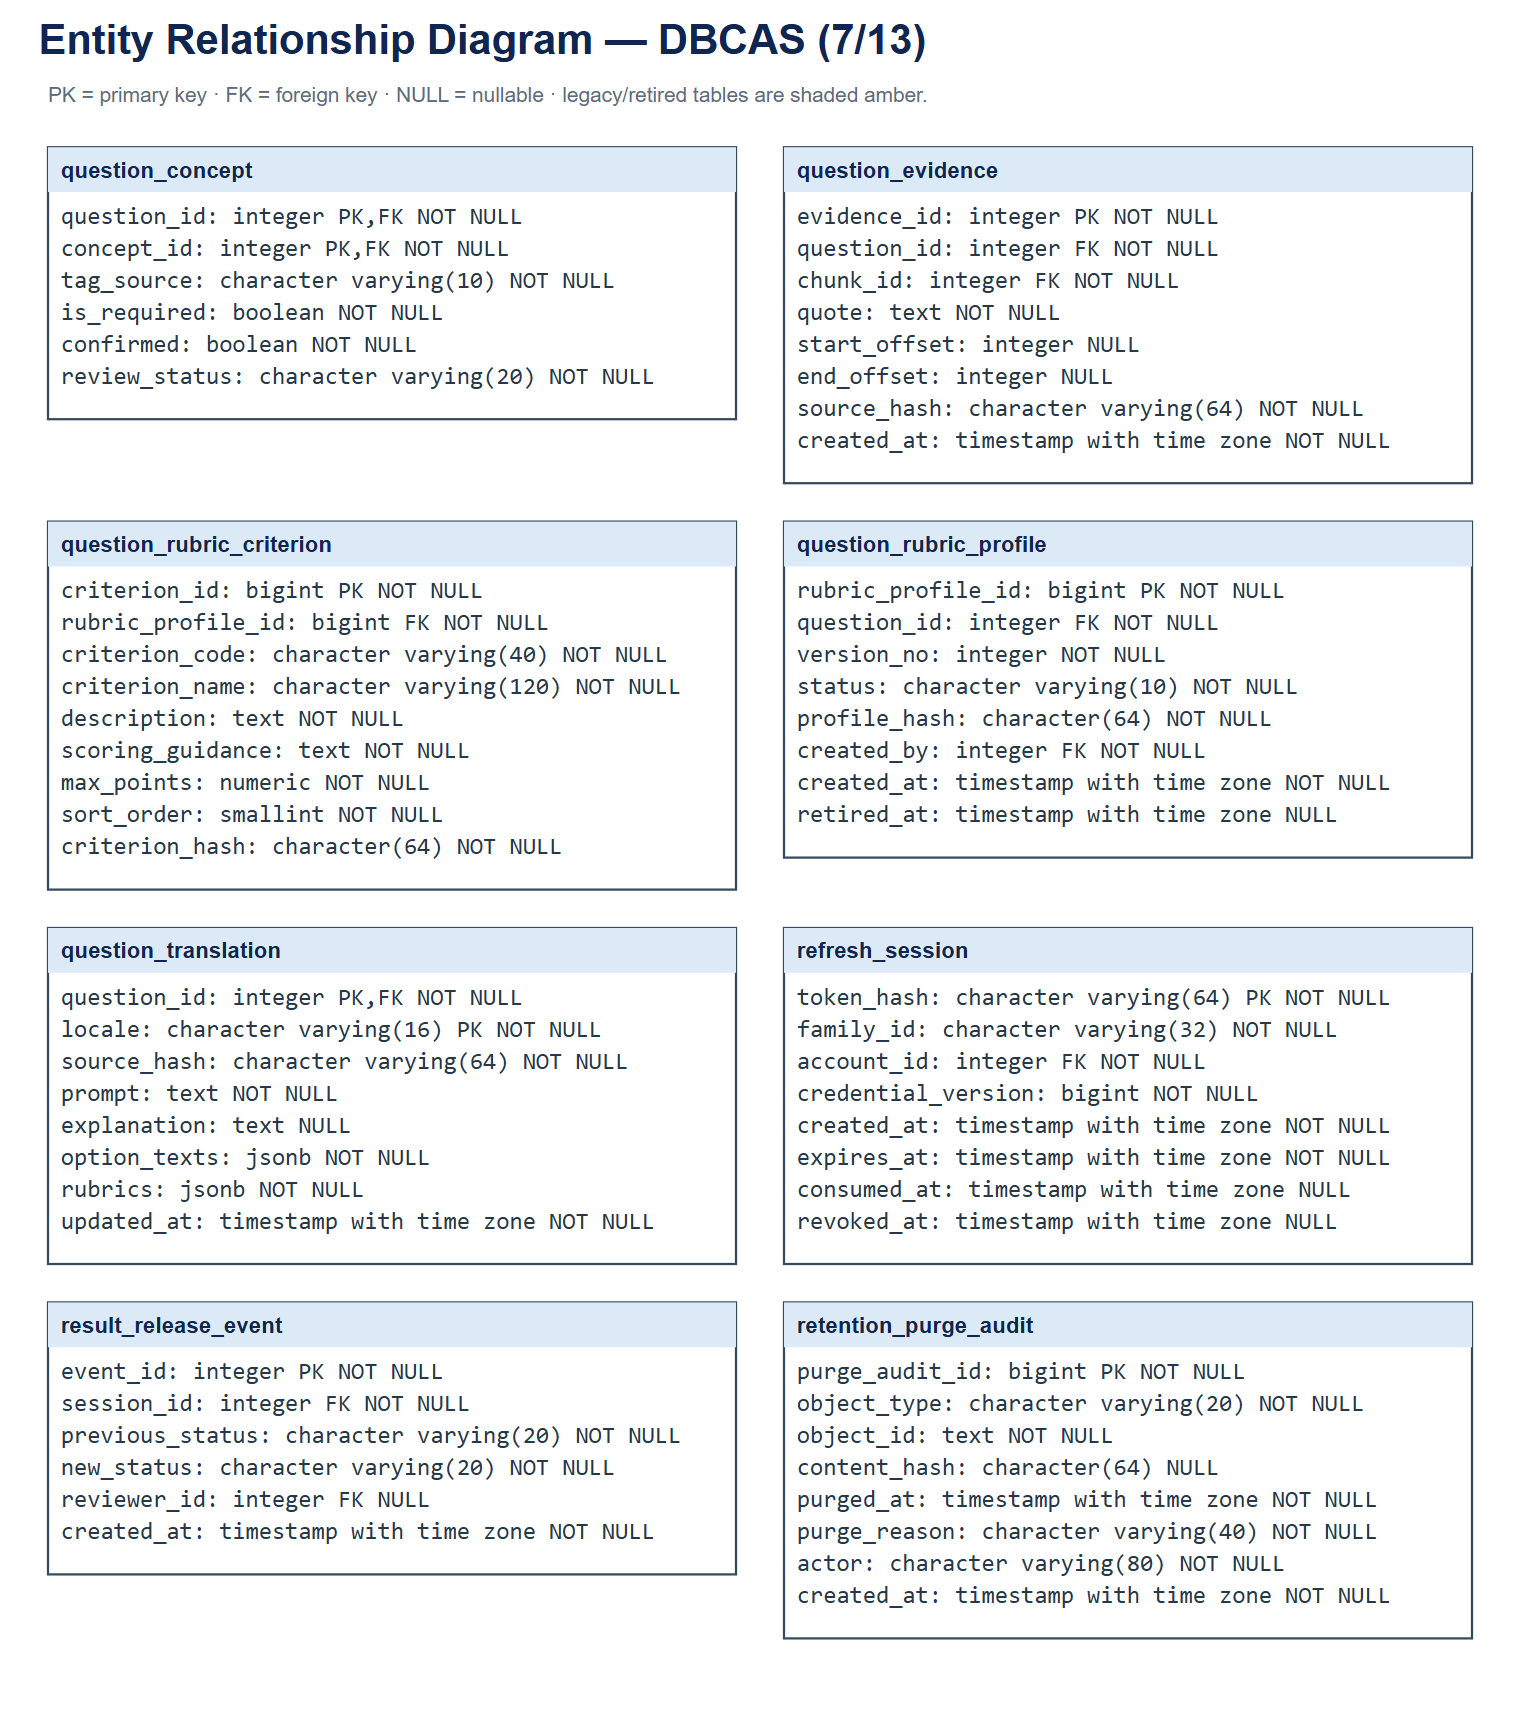 Entity Relationship Diagram — DBCAS (7/13)
PK = primary key · FK = foreign key · NULL = nullable · legacy/retired tables are shaded amber.
question_concept
question_id: integer PK,FK NOT NULL
concept_id: integer PK,FK NOT NULL
tag_source: character varying(10) NOT NULL
is_required: boolean NOT NULL
confirmed: boolean NOT NULL
review_status: character varying(20) NOT NULL
question_evidence
evidence_id: integer PK NOT NULL
question_id: integer FK NOT NULL
chunk_id: integer FK NOT NULL
quote: text NOT NULL
start_offset: integer NULL
end_offset: integer NULL
source_hash: character varying(64) NOT NULL
created_at: timestamp with time zone NOT NULL
question_rubric_criterion
criterion_id: bigint PK NOT NULL
rubric_profile_id: bigint FK NOT NULL
criterion_code: character varying(40) NOT NULL
criterion_name: character varying(120) NOT NULL
description: text NOT NULL
scoring_guidance: text NOT NULL
max_points: numeric NOT NULL
sort_order: smallint NOT NULL
criterion_hash: character(64) NOT NULL
question_rubric_profile
rubric_profile_id: bigint PK NOT NULL
question_id: integer FK NOT NULL
version_no: integer NOT NULL
status: character varying(10) NOT NULL
profile_hash: character(64) NOT NULL
created_by: integer FK NOT NULL
created_at: timestamp with time zone NOT NULL
retired_at: timestamp with time zone NULL
question_translation
question_id: integer PK,FK NOT NULL
locale: character varying(16) PK NOT NULL
source_hash: character varying(64) NOT NULL
prompt: text NOT NULL
explanation: text NULL
option_texts: jsonb NOT NULL
rubrics: jsonb NOT NULL
updated_at: timestamp with time zone NOT NULL
refresh_session
token_hash: character varying(64) PK NOT NULL
family_id: character varying(32) NOT NULL
account_id: integer FK NOT NULL
credential_version: bigint NOT NULL
created_at: timestamp with time zone NOT NULL
expires_at: timestamp with time zone NOT NULL
consumed_at: timestamp with time zone NULL
revoked_at: timestamp with time zone NULL
result_release_event
event_id: integer PK NOT NULL
session_id: integer FK NOT NULL
previous_status: character varying(20) NOT NULL
new_status: character varying(20) NOT NULL
reviewer_id: integer FK NULL
created_at: timestamp with time zone NOT NULL
retention_purge_audit
purge_audit_id: bigint PK NOT NULL
object_type: character varying(20) NOT NULL
object_id: text NOT NULL
content_hash: character(64) NULL
purged_at: timestamp with time zone NOT NULL
purge_reason: character varying(40) NOT NULL
actor: character varying(80) NOT NULL
created_at: timestamp with time zone NOT NULL